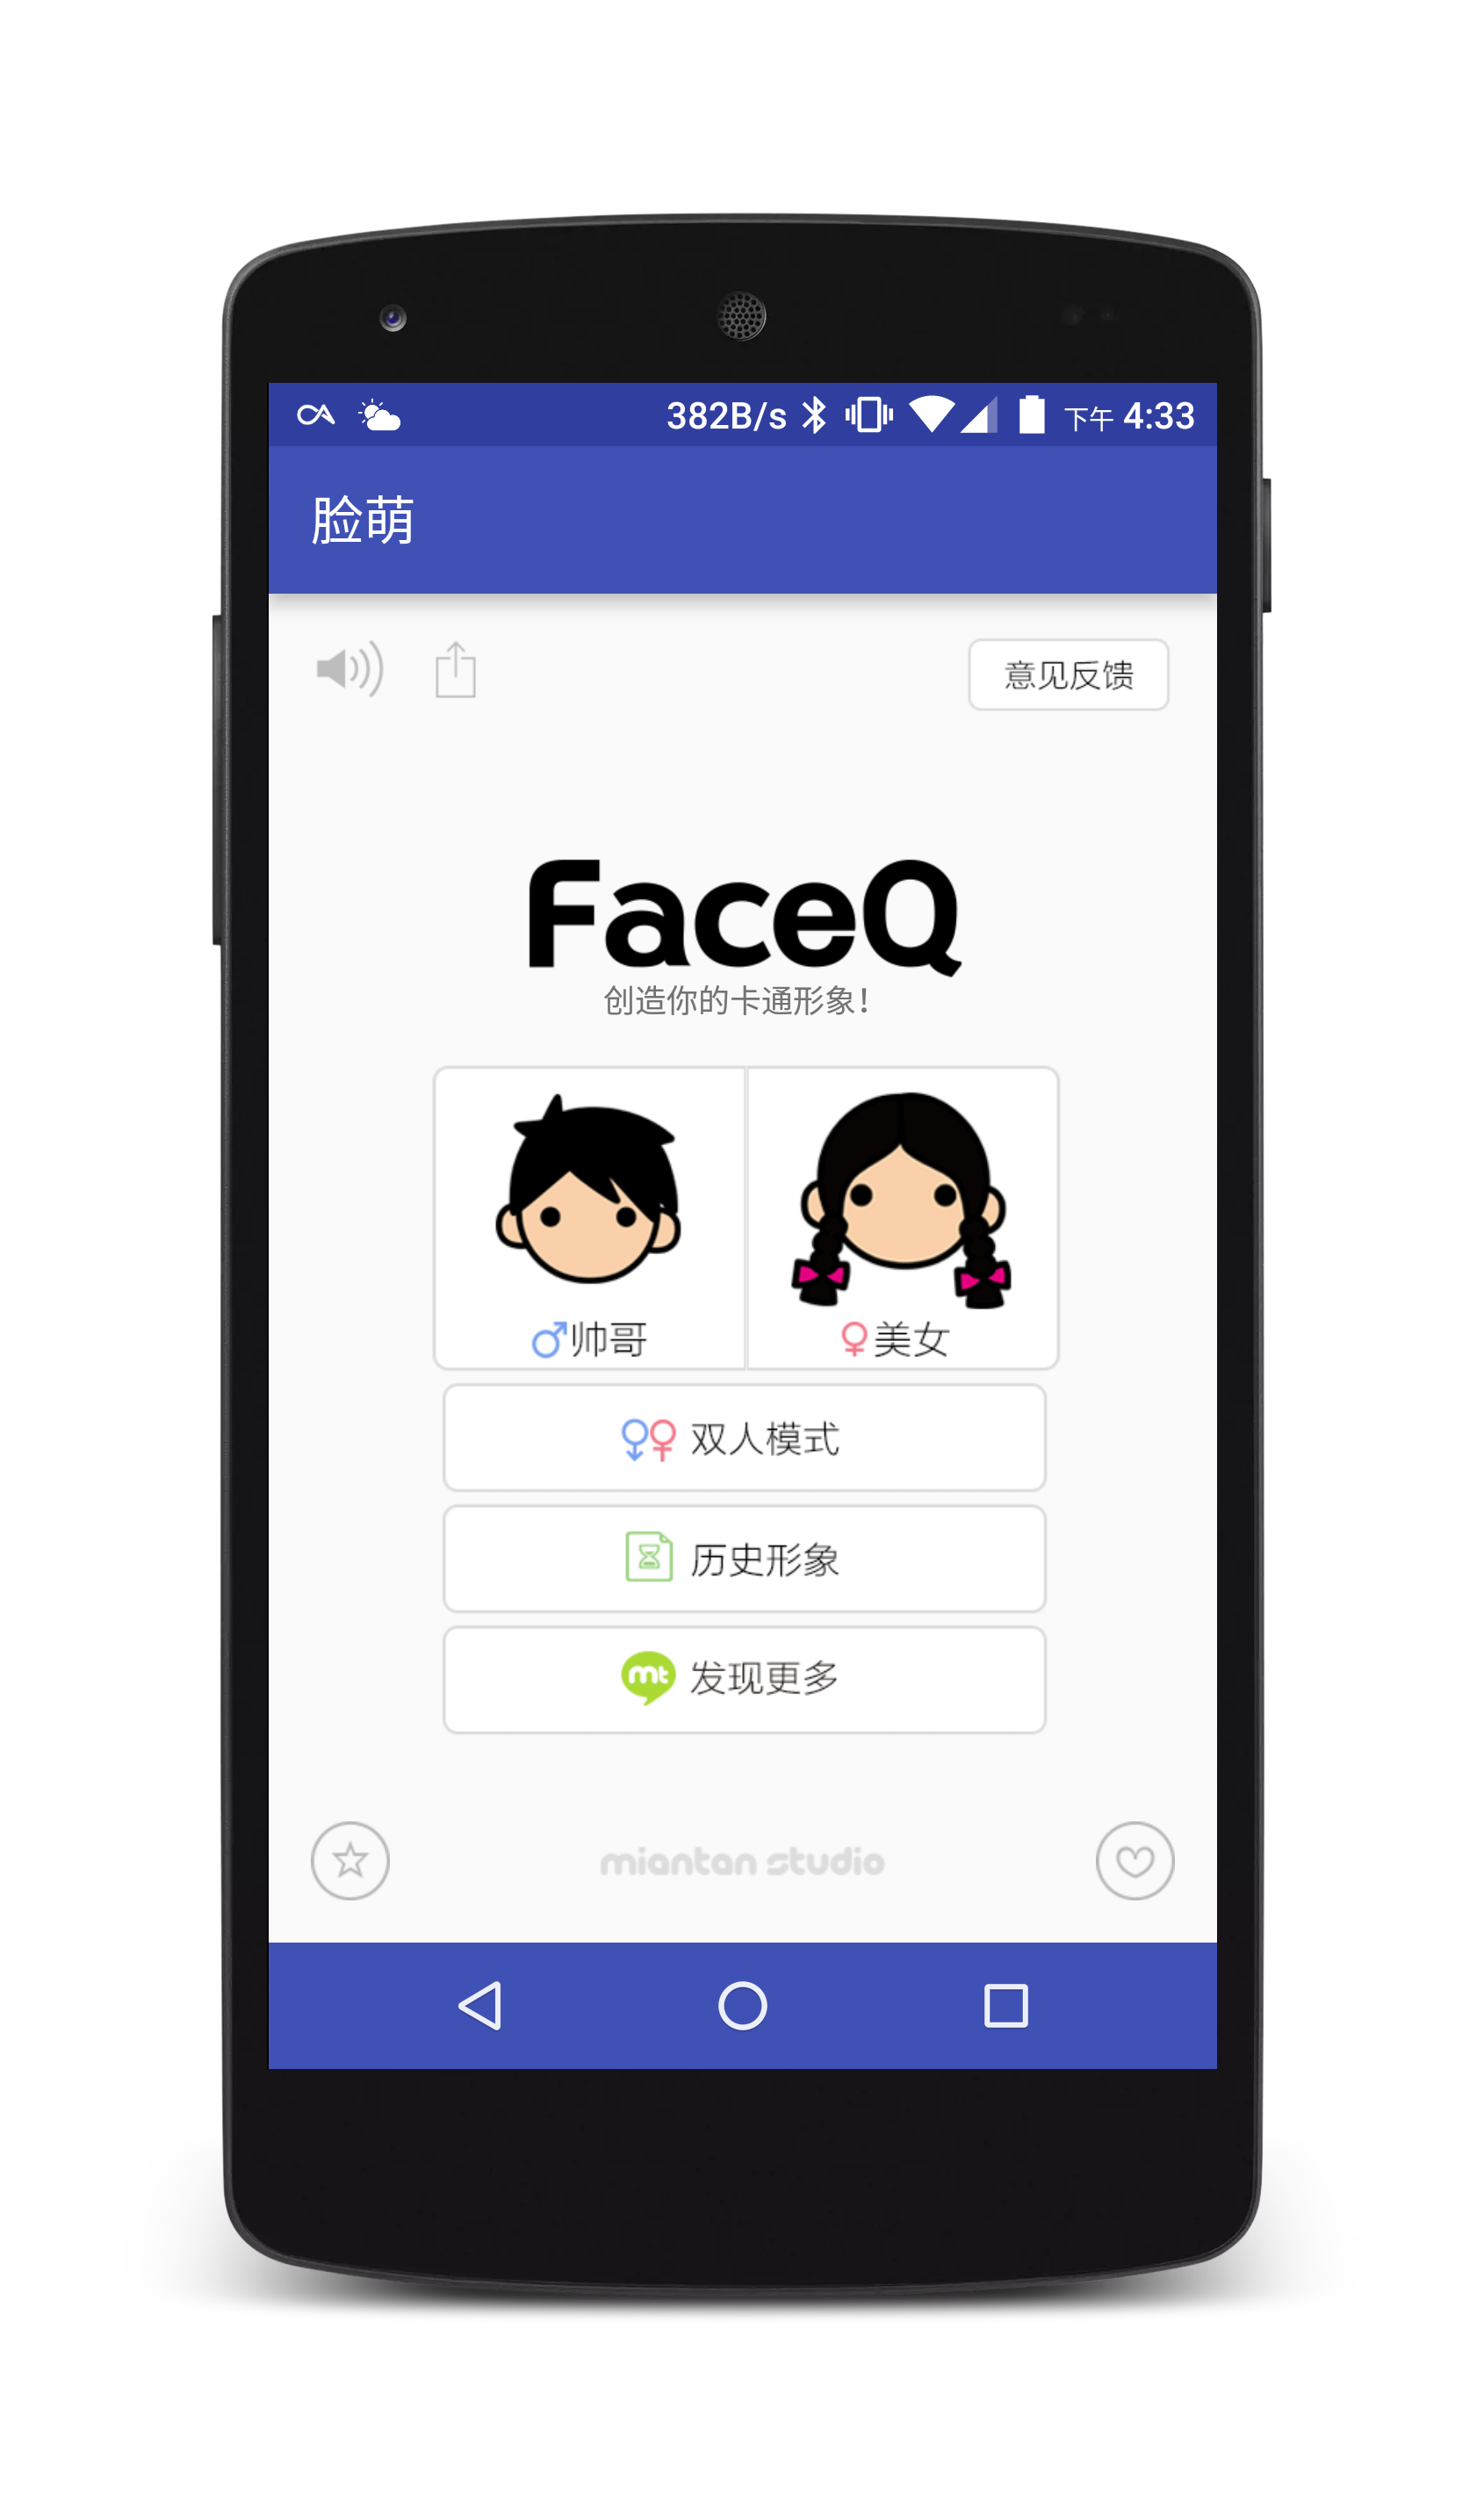 382B/s 下午 4:33
脸萌
意见反馈
FaceQ
创造你的卡通形象!
♂帅哥 ♀美女
双人模式
历史形象
mt 发现更多
miantan studio